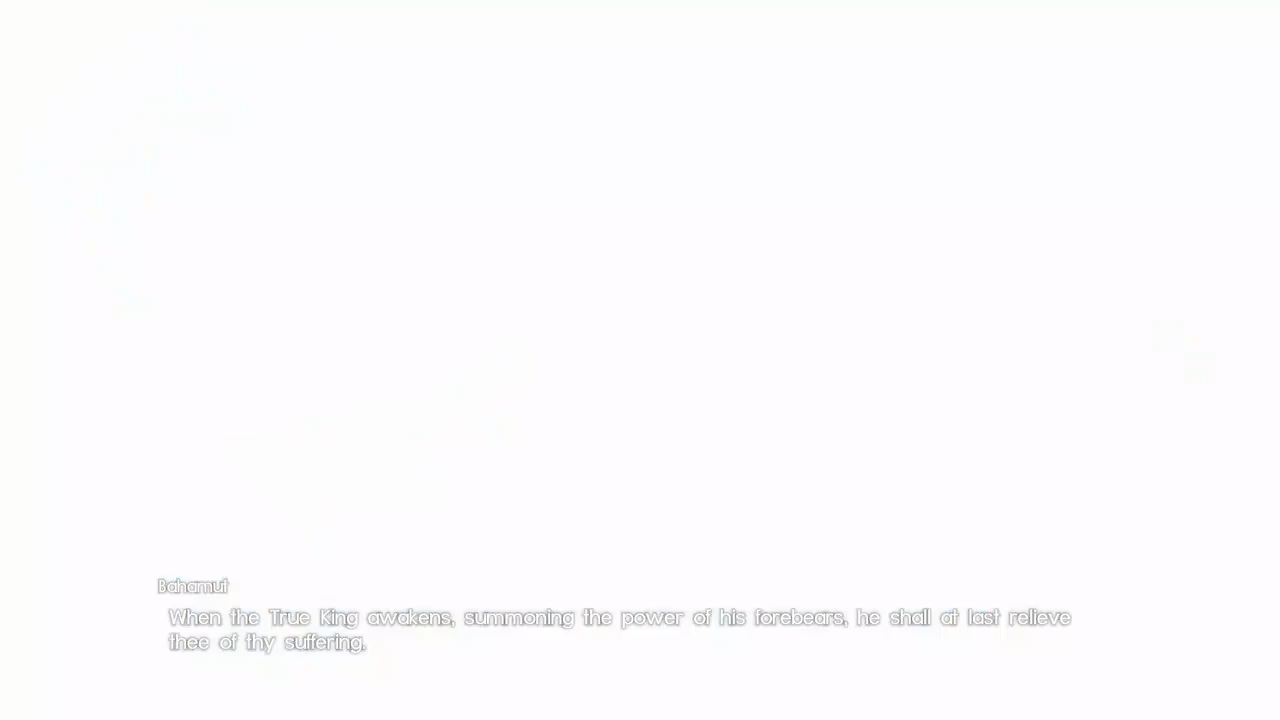 Bahamut
When the True King awakens, summoning the power of his forebears, he shall at last relieve
thee of thy suffering.